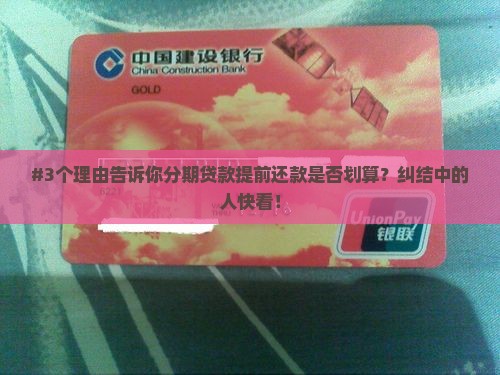 中国建设银行
China Construction Bank
GOLD
#3个理由告诉你分期贷款提前还款是否划算？纠结中的
人快看！
UnionPay
银联